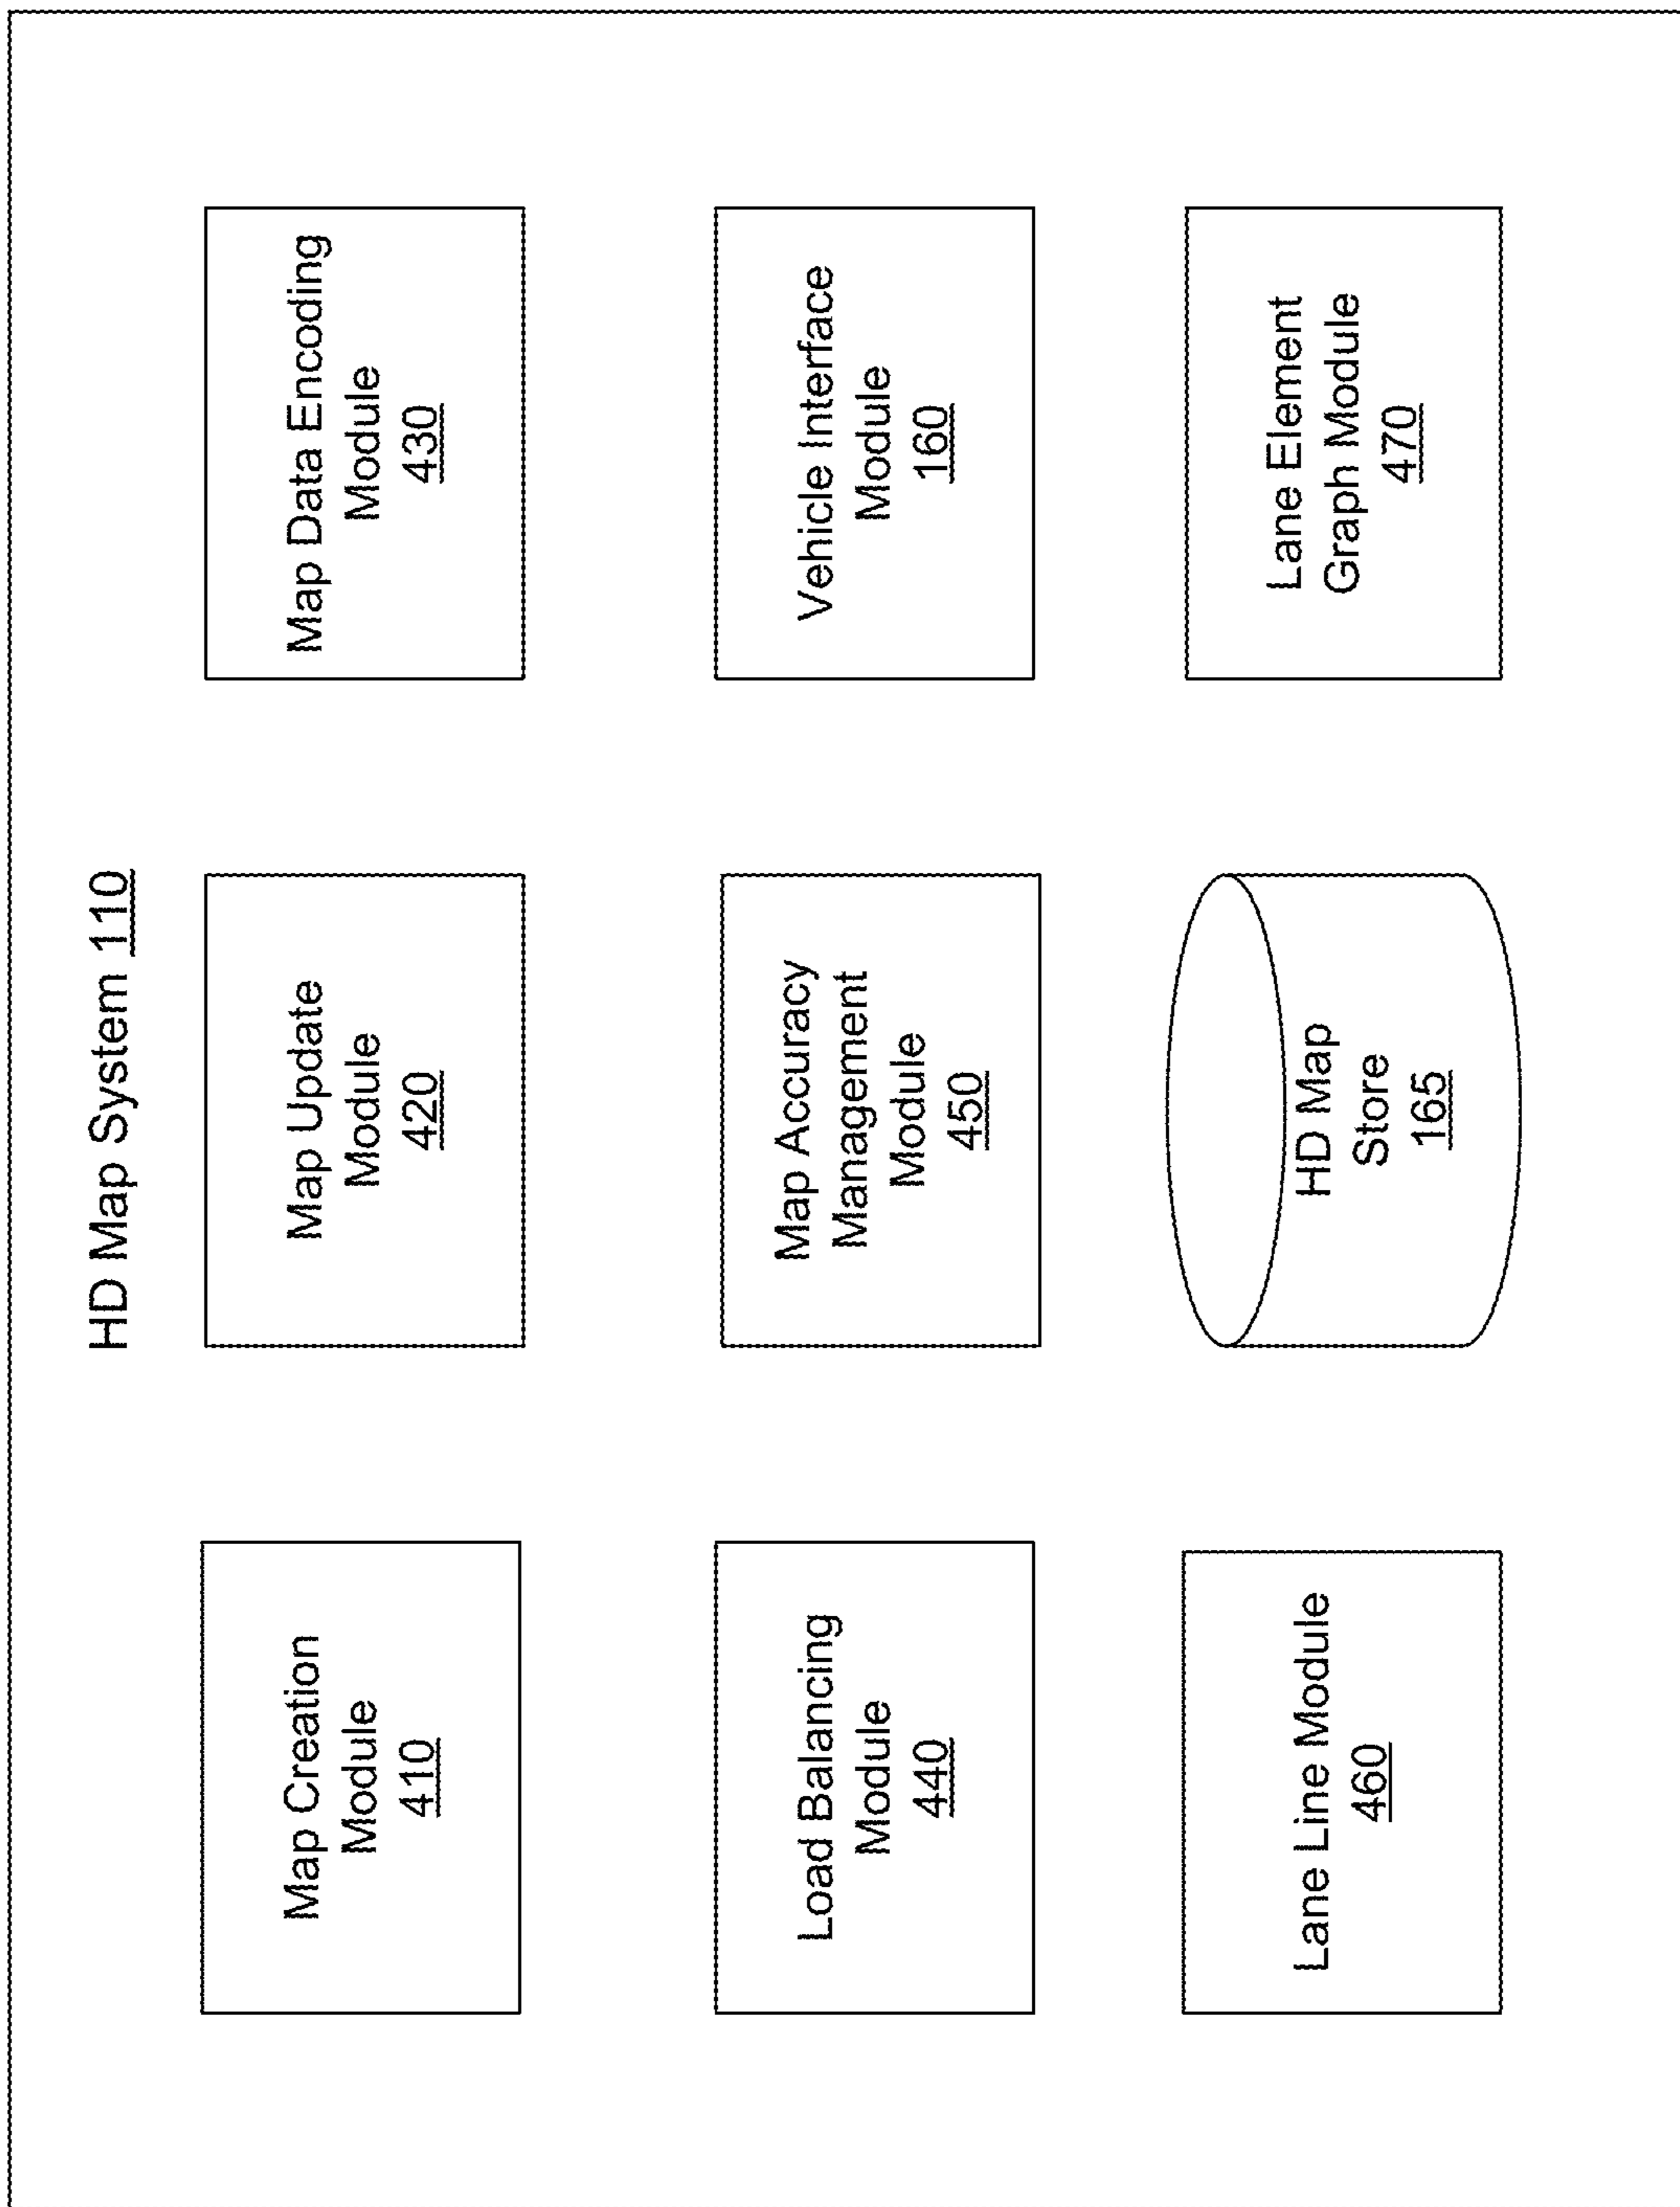 HD Map System 110
Map Creation
Module
410
Map Update
Module
420
Map Data Encoding
Module
430
Load Balancing
Module
440
Map Accuracy
Management
Module
450
Vehicle Interface
Module
160
Lane Line Module
460
HD Map
Store
165
Lane Element
Graph Module
470